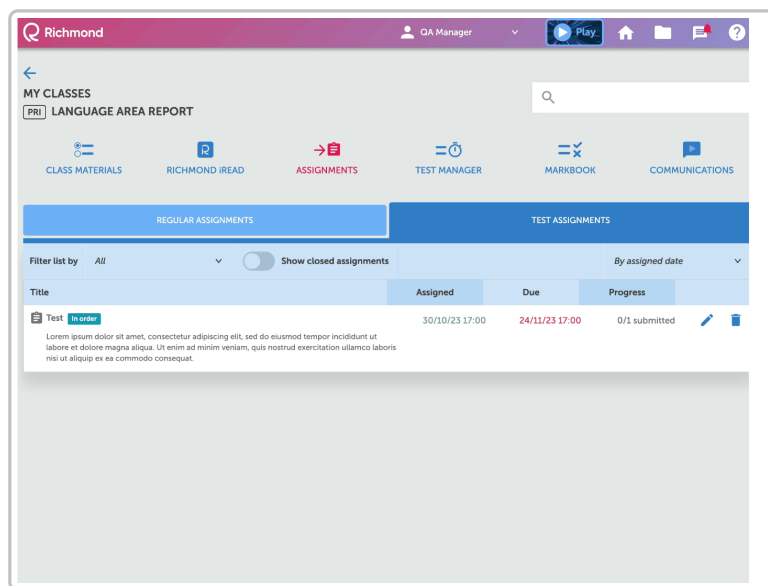 Richmond
QA Manager
Play
MY CLASSES
PRI LANGUAGE AREA REPORT
CLASS MATERIALS
RICHMOND iREAD
ASSIGNMENTS
TEST MANAGER
MARKBOOK
COMMUNICATIONS
REGULAR ASSIGNMENTS
TEST ASSIGNMENTS
Filter list by All Show closed assignments By assigned date
Title Assigned Due Progress
Test In order 30/10/23 17:00 24/11/23 17:00 0/1 submitted
Lorem ipsum dolor sit amet, consectetur adipiscing elit, sed do eiusmod tempor incididunt ut
labore et dolore magna aliqua. Ut enim ad minim veniam, quis nostrud exercitation ullamco laboris
nisi ut aliquip ex ea commodo consequat.